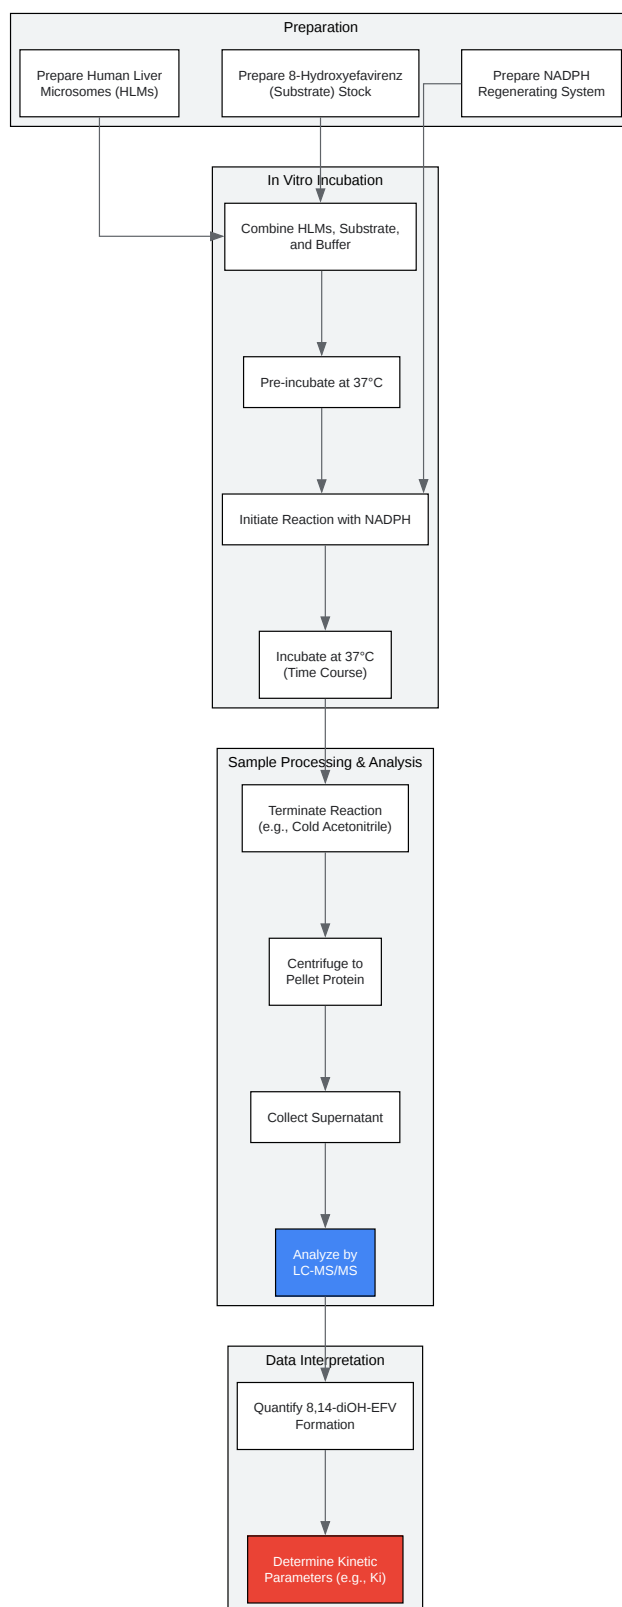 Preparation
Prepare Human Liver
Microsomes (HLMs)
Prepare 8-Hydroxyefavirenz
(Substrate) Stock
Prepare NADPH
Regenerating System
In Vitro Incubation
Combine HLMs, Substrate,
and Buffer
Pre-incubate at 37°C
Initiate Reaction with NADPH
Incubate at 37°C
(Time Course)
Sample Processing & Analysis
Terminate Reaction
(e.g., Cold Acetonitrile)
Centrifuge to
Pellet Protein
Collect Supernatant
Analyze by
LC-MS/MS
Data Interpretation
Quantify 8,14-diOH-EFV
Formation
Determine Kinetic
Parameters (e.g., Ki)